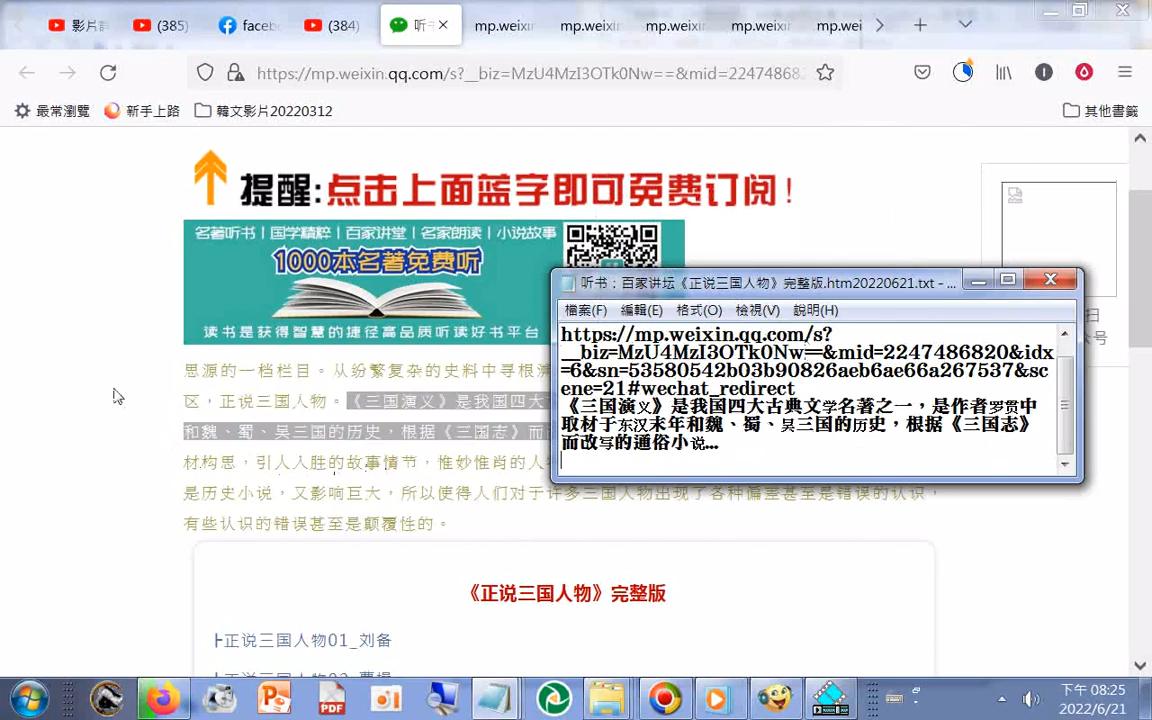 影片
(385)
faceb
(384)
听
mp.weixin
mp.weixin
mp.weixin
mp.weixin
mp.wei
https://mp.weixin.qq.com/s?__biz=MzU4MzI3OTk0Nw==&mid=224748682
最常瀏覽
新手上路
韓文影片20220312
其他書籤
提醒:点击上面蓝字即可免费订阅!
名著听书|国学精粹|百家讲堂|名家朗读|小说故事
1000本名著免费听
读书是获得智慧的捷径高品质听读好书平台
思源的一档栏目。从纷繁复杂的史料中寻根
区,正说三国人物。《三国演义》是我国四大
和魏、蜀、吴三国的历史,根据《三国志》而
材构思,引人入胜的故事情节,惟妙惟肖的人
是历史小说,又影响巨大,所以使得人们对于许多三国人物出现了各种偏差甚至是错误的认识,
有些认识的错误甚至是颠覆性的。
《正说三国人物》完整版
┣正说三国人物01_刘备
听书:百家讲坛《正说三国人物》完整版.htm20220621.txt - ...
檔案(F) 編輯(E) 格式(O) 檢視(V) 說明(H)
https://mp.weixin.qq.com/s?
__biz=MzU4MzI3OTk0Nw==&mid=2247486820&idx
=6&sn=53580542b03b90826aeb6ae66a267537&sc
ene=21#wechat_redirect
《三国演义》是我国四大古典文学名著之一,是作者罗贯中
取材于东汉末年和魏、蜀、吴三国的历史,根据《三国志》
而改写的通俗小说...
号
下午 08:25
2022/6/21